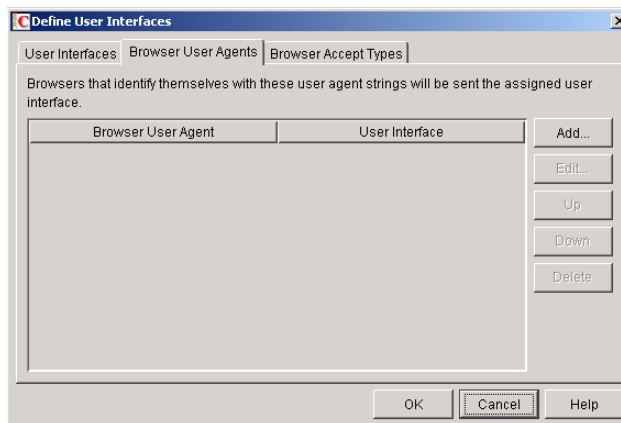 Define User Interfaces
User Interfaces Browser User Agents Browser Accept Types
Browsers that identify themselves with these user agent strings will be sent the assigned user
interface.
Browser User Agent User Interface Add...
Edit...
Up
Down
Delete
OK Cancel Help